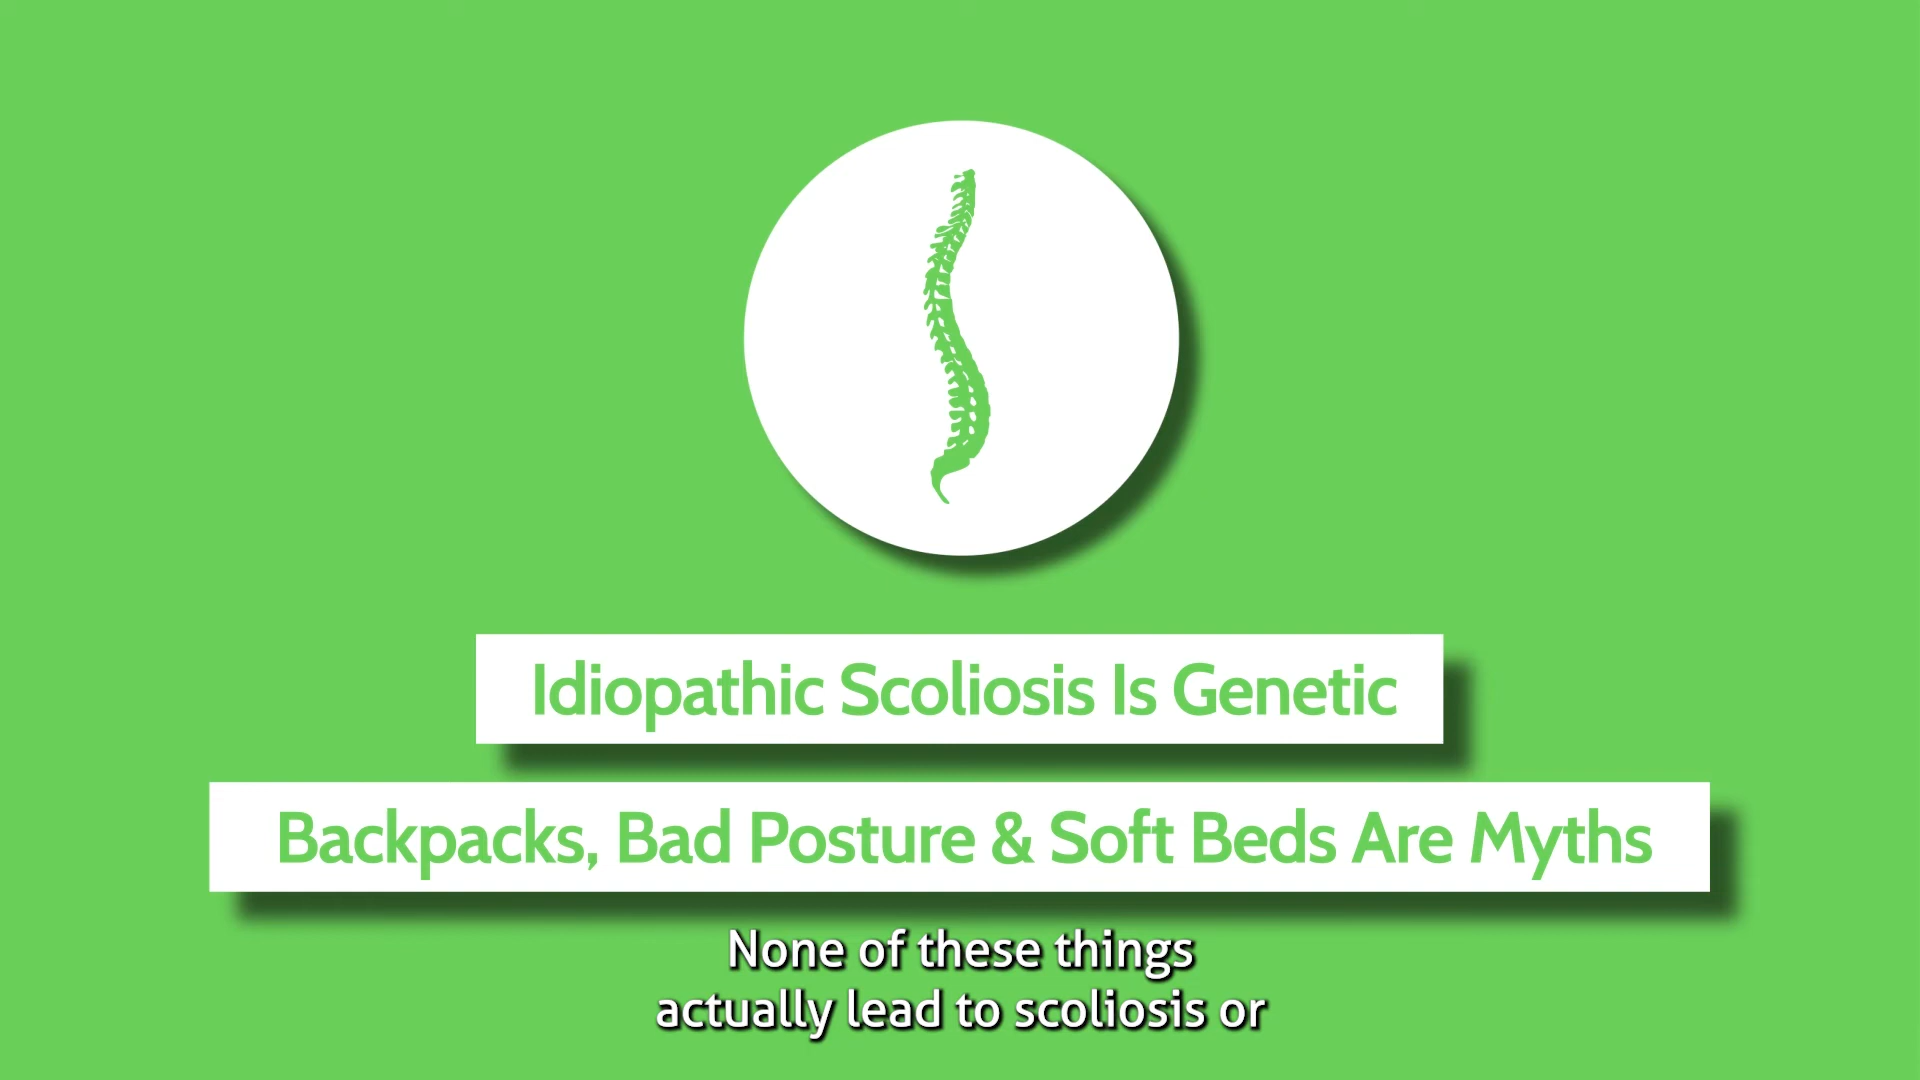 Idiopathic Scoliosis Is Genetic
Backpacks, Bad Posture & Soft Beds Are Myths
None of these things
actually lead to scoliosis or